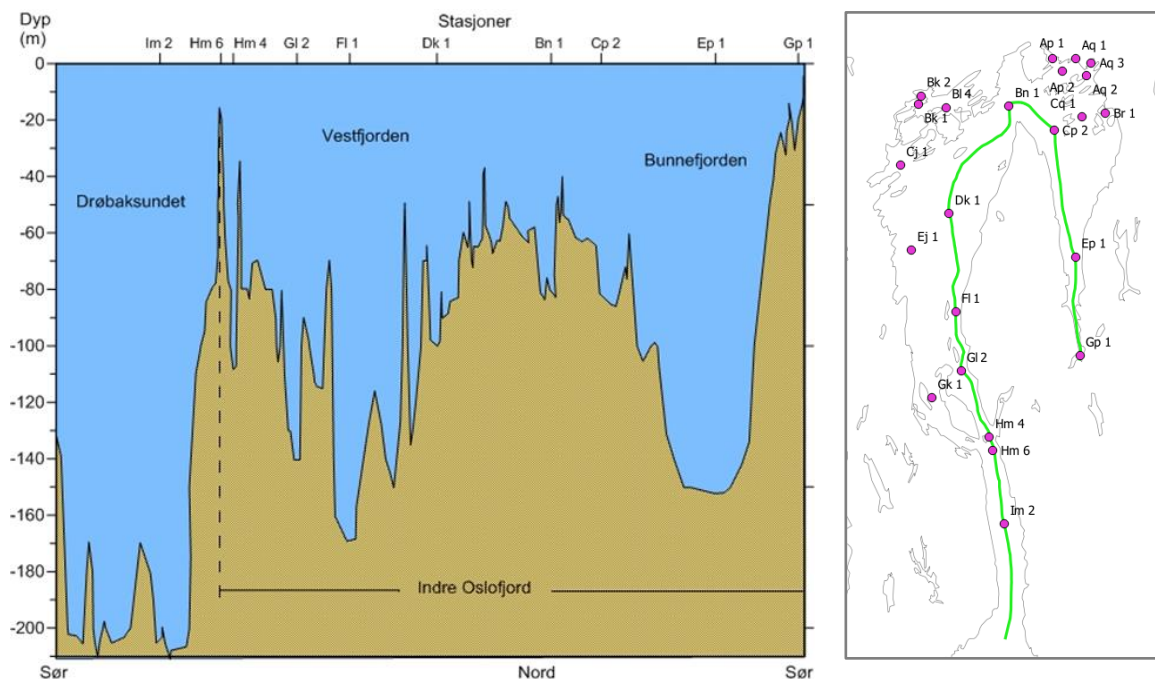 Dyp
(m)
Stasjoner
Im 2 Hm 6 Hm 4 Gl 2 Fl 1 Dk 1 Bn 1 Cp 2 Ep 1 Gp 1
0
-20
-40
-60
-80
-100
-120
-140
-160
-180
-200
Vestfjorden
Bunnefjorden
Drøbaksundet
Indre Oslofjord
Sør Nord Sør
Ap 1 Aq 1
Aq 3
Ap 2 Aq 2
Bk 2
Bl 4
Bk 1
Bn 1
Cq 1
Br 1
Cp 2
Cj 1
Dk 1
Ej 1
Ep 1
Fl 1
Gp 1
Gl 2
Gk 1
Hm 4
Hm 6
Im 2